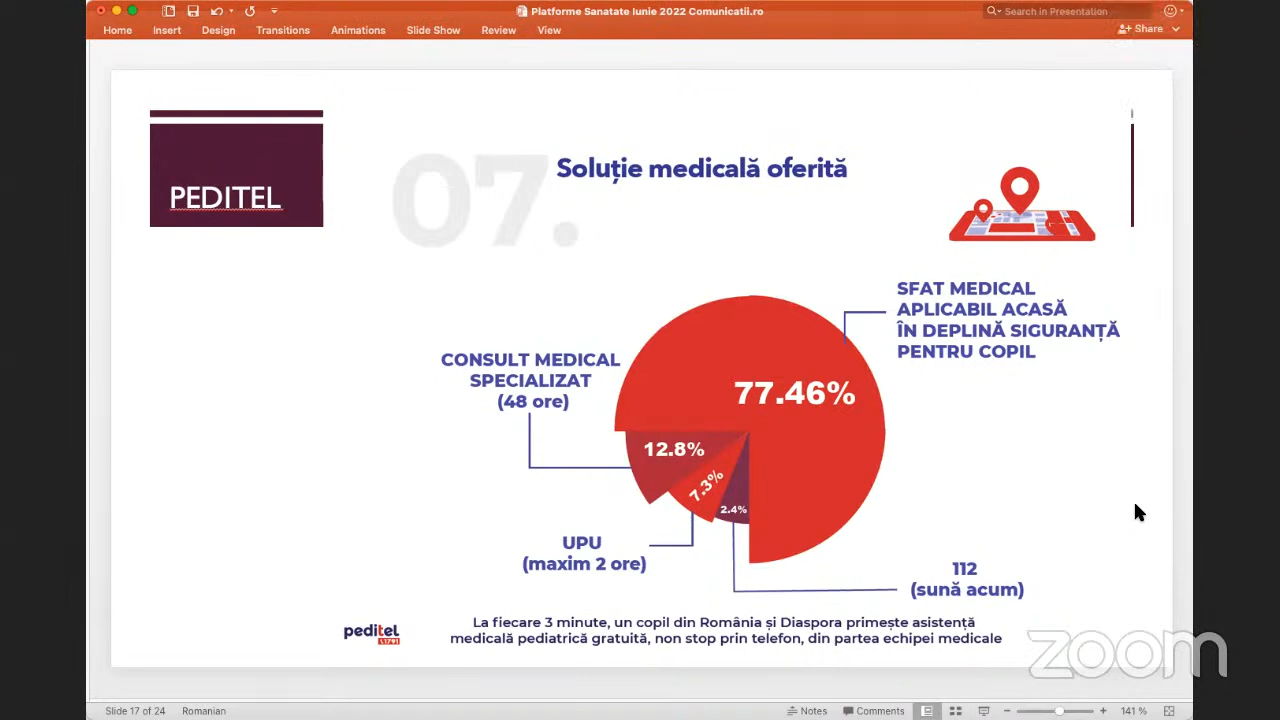 Platforme Sanatate Iunie 2022 Comunicatii.ro
Search in Presentation
Home Insert Design Transitions Animations Slide Show Review View
Share
PEDITEL
07.
Soluție medicală oferită
SFAT MEDICAL
APLICABIL ACASĂ
ÎN DEPLINĂ SIGURANȚĂ
PENTRU COPIL
CONSULT MEDICAL
SPECIALIZAT
(48 ore)
77.46%
12.8%
7.3%
2.4%
UPU
(maxim 2 ore)
112
(sună acum)
La fiecare 3 minute, un copil din România și Diaspora primește asistență
medicală pediatrică gratuită, non stop prin telefon, din partea echipei medicale
peditel
1.1791
zoom
Slide 17 of 24 Romanian
Notes Comments 141 %